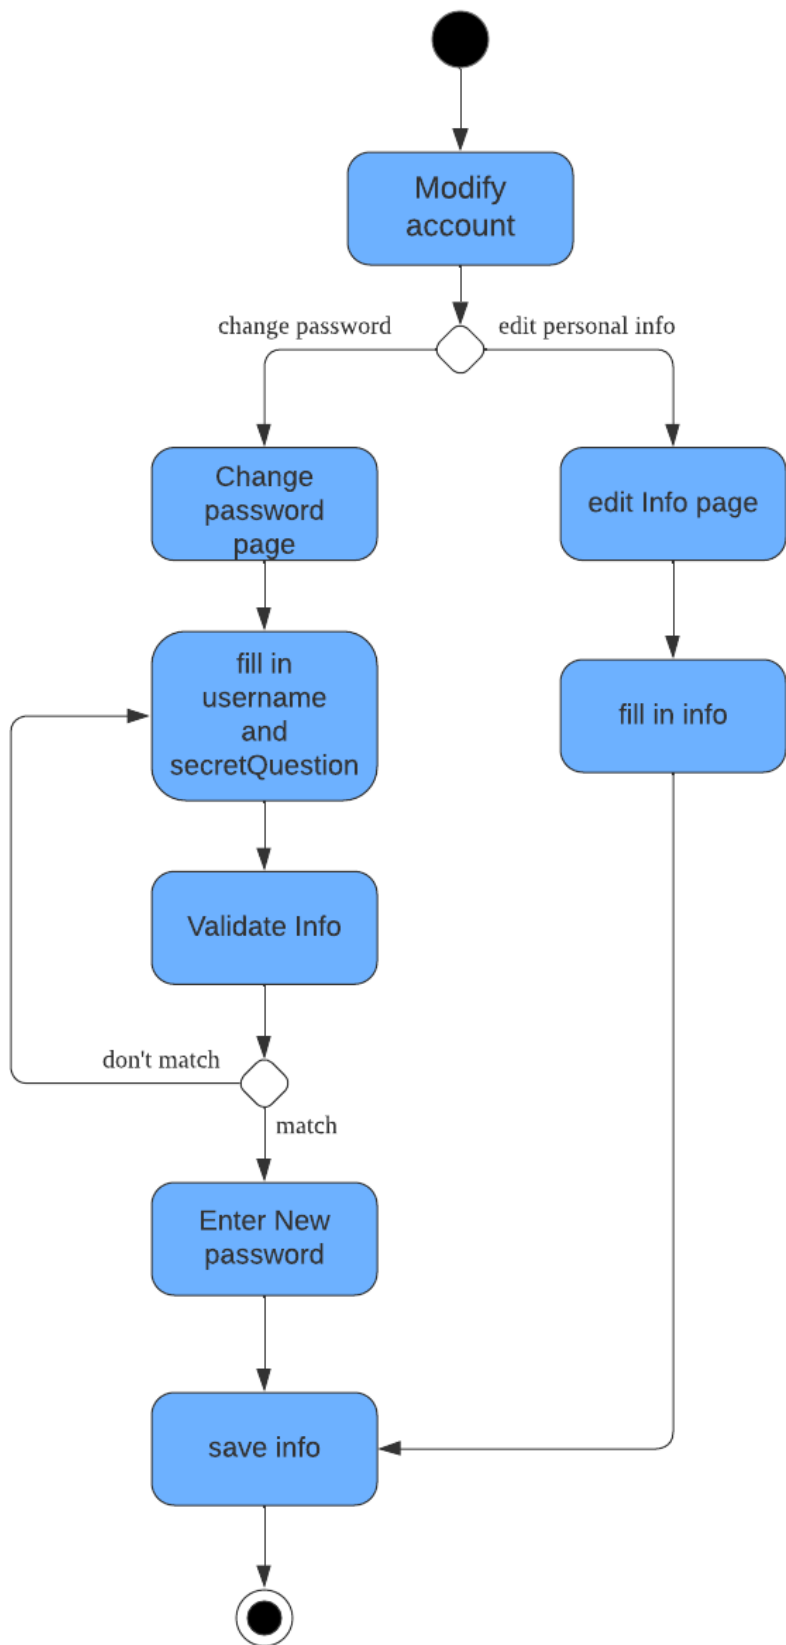 Modify
account
change password
edit personal info
Change
password
page
edit Info page
fill in
username
and
secretQuestion
fill in info
Validate Info
don't match
match
Enter New
password
save info